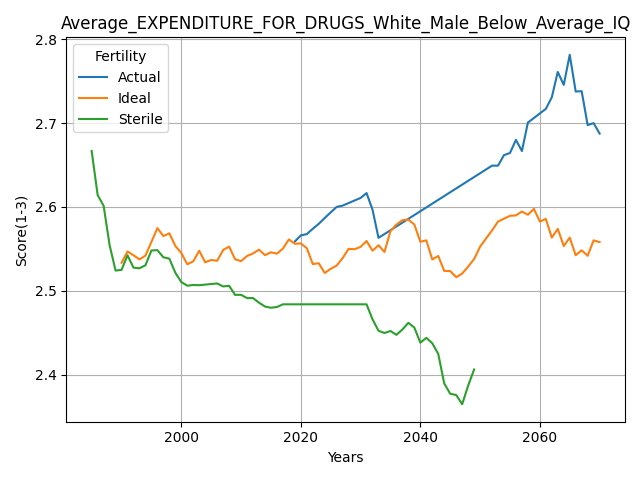 Average_EXPENDITURE_FOR_DRUGS_White_Male_Below_Average_IQ
Fertility
Actual
Ideal
Sterile
Score(1-3)
2.8
2.7
2.6
2.5
2.4
2000
2020
2040
2060
Years